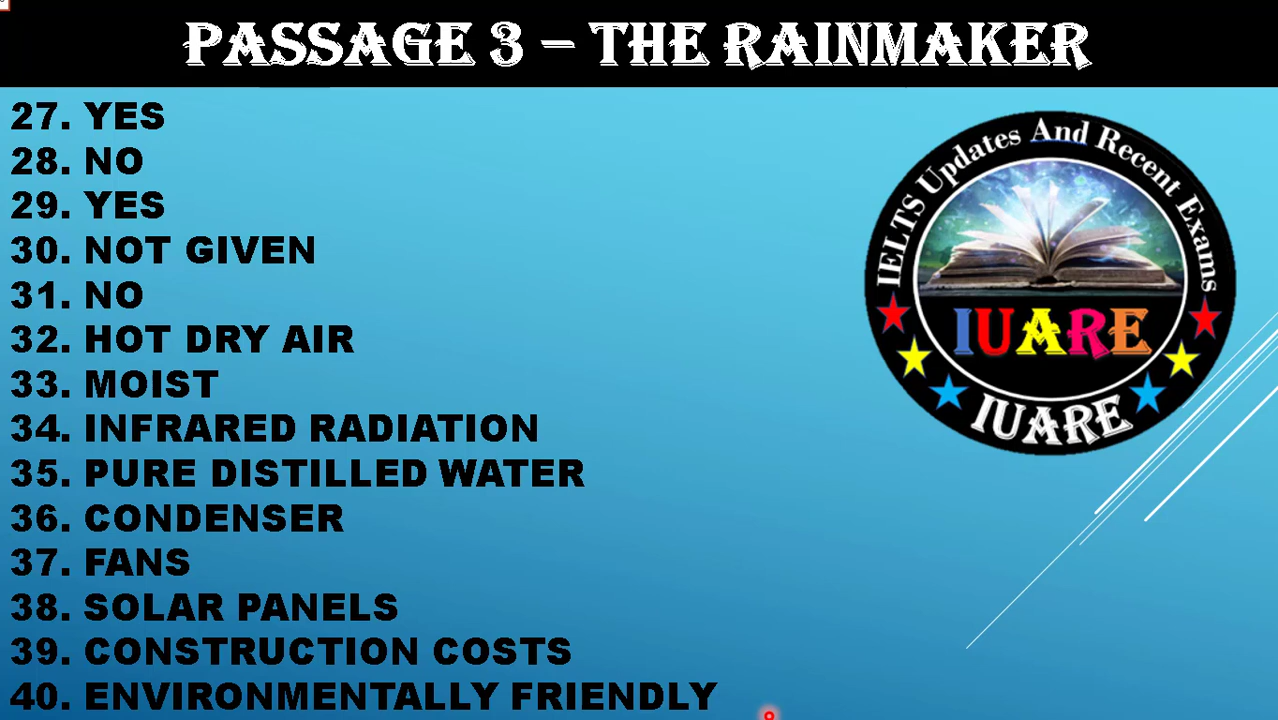 PASSAGE 3 – THE RAINMAKER
27. YES
28. NO
29. YES
30. NOT GIVEN
31. NO
32. HOT DRY AIR
33. MOIST
34. INFRARED RADIATION
35. PURE DISTILLED WATER
36. CONDENSER
37. FANS
38. SOLAR PANELS
39. CONSTRUCTION COSTS
40. ENVIRONMENTALLY FRIENDLY
IELTS Updates And Recent Exams
IUARE
IUARE